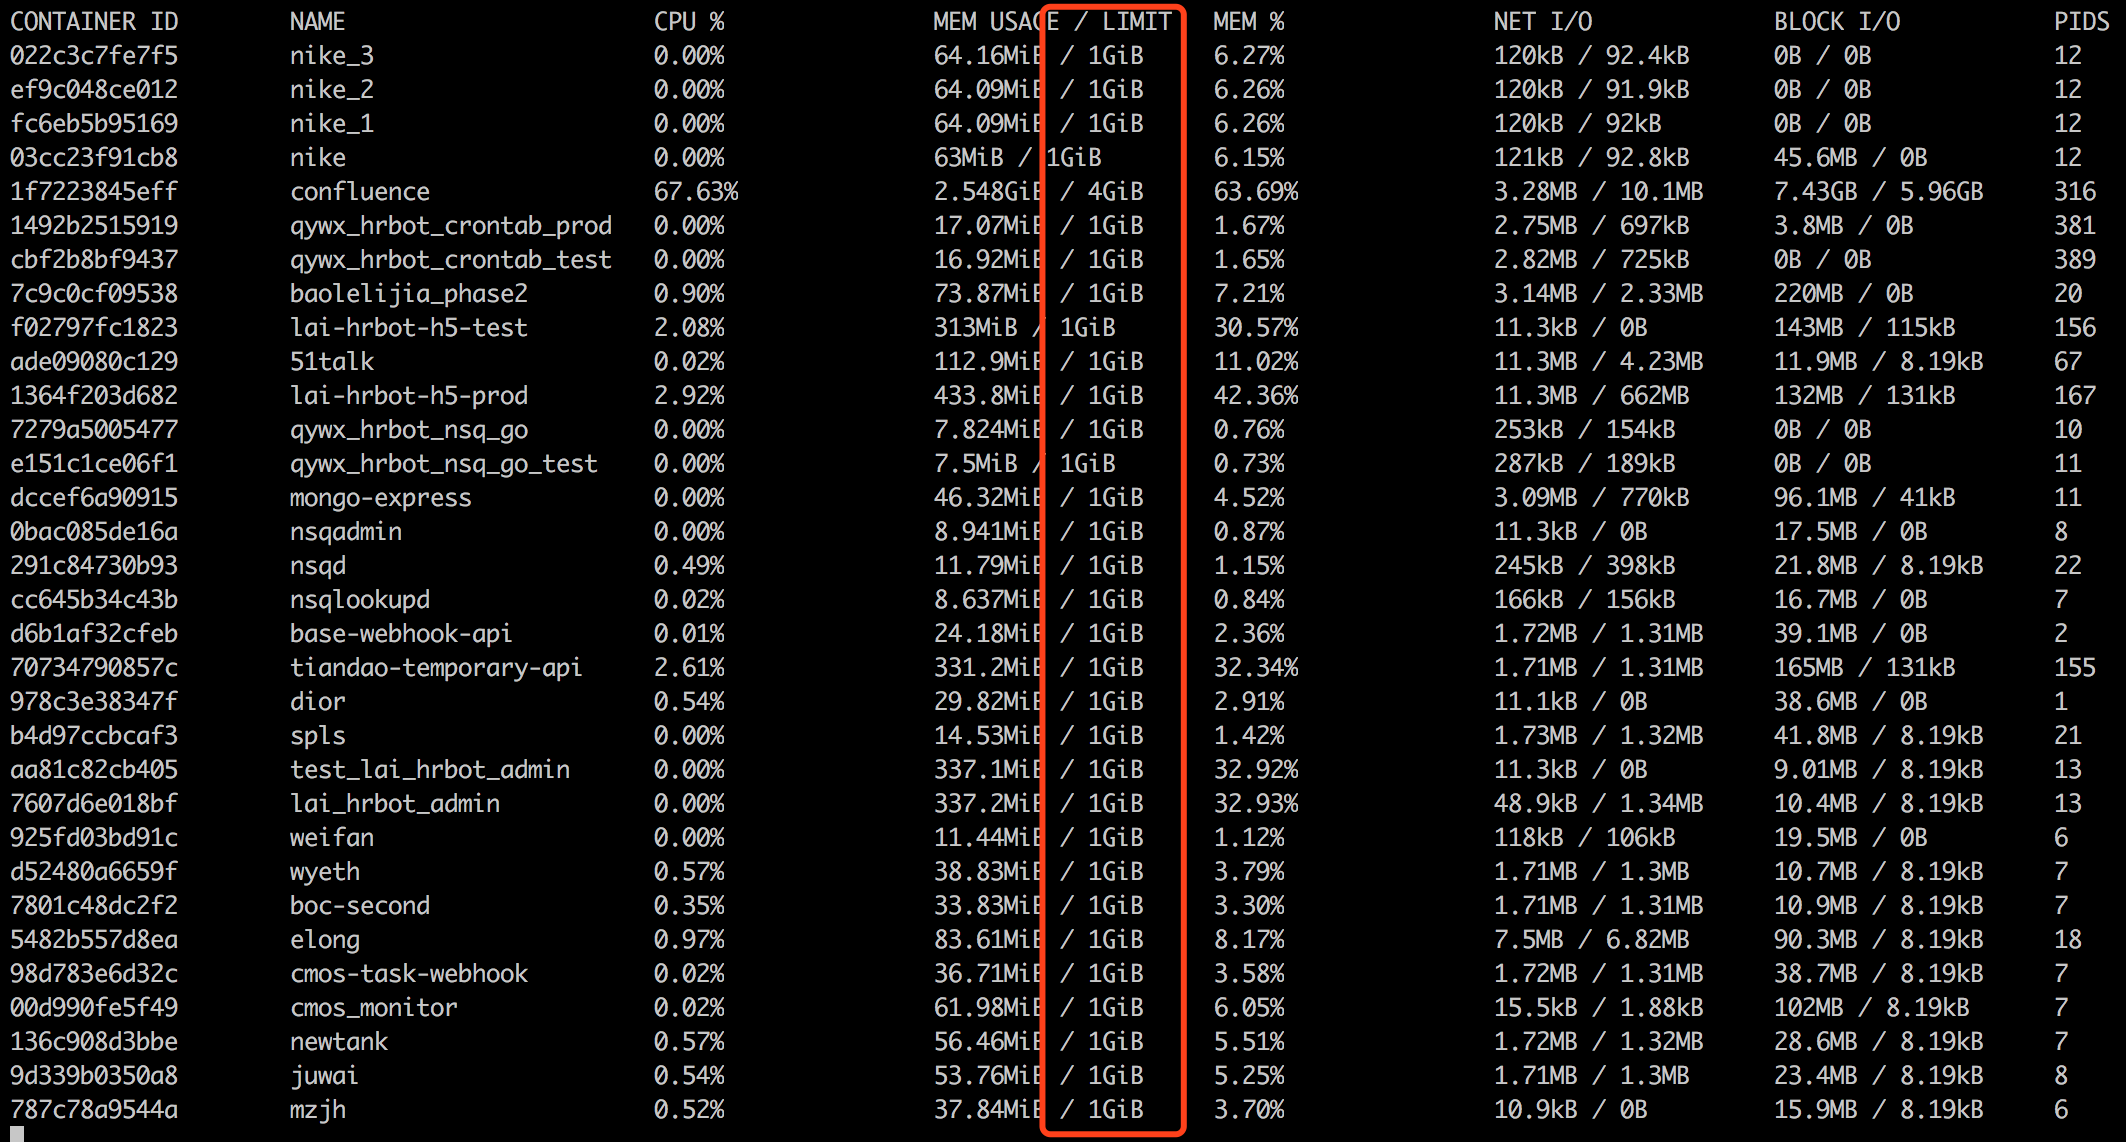 CONTAINER ID NAME CPU % MEM USAGE / LIMIT MEM % NET I/O BLOCK I/O PIDS
022c3c7fe7f5 nike_3 0.00% 64.16MiB / 1GiB 6.27% 120kB / 92.4kB 0B / 0B 12
ef9c048ce012 nike_2 0.00% 64.09MiB / 1GiB 6.26% 120kB / 91.9kB 0B / 0B 12
fc6eb5b95169 nike_1 0.00% 64.09MiB / 1GiB 6.26% 120kB / 92kB 0B / 0B 12
03cc23f91cb8 nike 0.00% 63MiB / 1GiB 6.15% 121kB / 92.8kB 45.6MB / 0B 12
1f7223845eff confluence 67.63% 2.548GiB / 4GiB 63.69% 3.28MB / 10.1MB 7.43GB / 5.96GB 316
1492b2515919 qywx_hrbot_crontab_prod 0.00% 17.07MiB / 1GiB 1.67% 2.75MB / 697kB 3.8MB / 0B 381
cbf2b8bf9437 qywx_hrbot_crontab_test 0.00% 16.92MiB / 1GiB 1.65% 2.82MB / 725kB 0B / 0B 389
7c9c0cf09538 baolelijia_phase2 0.90% 73.87MiB / 1GiB 7.21% 3.14MB / 2.33MB 220MB / 0B 20
f02797fc1823 lai-hrbot-h5-test 2.08% 313MiB / 1GiB 30.57% 11.3kB / 0B 143MB / 115kB 156
ade09080c129 51talk 0.02% 112.9MiB / 1GiB 11.02% 11.3MB / 4.23MB 11.9MB / 8.19kB 67
1364f203d682 lai-hrbot-h5-prod 2.92% 433.8MiB / 1GiB 42.36% 11.3MB / 662MB 132MB / 131kB 167
7279a5005477 qywx_hrbot_nsq_go 0.00% 7.824MiB / 1GiB 0.76% 253kB / 154kB 0B / 0B 10
e151c1ce06f1 qywx_hrbot_nsq_go_test 0.00% 7.5MiB / 1GiB 0.73% 287kB / 189kB 0B / 0B 11
dccef6a90915 mongo-express 0.00% 46.32MiB / 1GiB 4.52% 3.09MB / 770kB 96.1MB / 41kB 11
0bac085de16a nsqadmin 0.00% 8.941MiB / 1GiB 0.87% 11.3kB / 0B 17.5MB / 0B 8
291c84730b93 nsqd 0.49% 11.79MiB / 1GiB 1.15% 245kB / 398kB 21.8MB / 8.19kB 22
cc645b34c43b nsqlookupd 0.02% 8.637MiB / 1GiB 0.84% 166kB / 156kB 16.7MB / 0B 7
d6b1af32cfeb base-webhook-api 0.01% 24.18MiB / 1GiB 2.36% 1.72MB / 1.31MB 39.1MB / 0B 2
70734790857c tiandao-temporary-api 2.61% 331.2MiB / 1GiB 32.34% 1.71MB / 1.31MB 165MB / 131kB 155
978c3e38347f dior 0.54% 29.82MiB / 1GiB 2.91% 11.1kB / 0B 38.6MB / 0B 1
b4d97ccbcaf3 spls 0.00% 14.53MiB / 1GiB 1.42% 1.73MB / 1.32MB 41.8MB / 8.19kB 21
aa81c82cb405 test_lai_hrbot_admin 0.00% 337.1MiB / 1GiB 32.92% 11.3kB / 0B 9.01MB / 8.19kB 13
7607d6e018bf lai_hrbot_admin 0.00% 337.2MiB / 1GiB 32.93% 48.9kB / 1.34MB 10.4MB / 8.19kB 13
925fd03bd91c weifan 0.00% 11.44MiB / 1GiB 1.12% 118kB / 106kB 19.5MB / 0B 6
d52480a6659f wyeth 0.57% 38.83MiB / 1GiB 3.79% 1.71MB / 1.3MB 10.7MB / 8.19kB 7
7801c48dc2f2 boc-second 0.35% 33.83MiB / 1GiB 3.30% 1.71MB / 1.31MB 10.9MB / 8.19kB 7
5482b557d8ea elong 0.97% 83.61MiB / 1GiB 8.17% 7.5MB / 6.82MB 90.3MB / 8.19kB 18
98d783e6d32c cmos-task-webhook 0.02% 36.71MiB / 1GiB 3.58% 1.72MB / 1.31MB 38.7MB / 8.19kB 7
00d990fe5f49 cmos_monitor 0.02% 61.98MiB / 1GiB 6.05% 15.5kB / 1.88kB 102MB / 8.19kB 7
136c908d3bbe newtank 0.57% 56.46MiB / 1GiB 5.51% 1.72MB / 1.32MB 28.6MB / 8.19kB 7
9d339b0350a8 juwai 0.54% 53.76MiB / 1GiB 5.25% 1.71MB / 1.3MB 23.4MB / 8.19kB 8
787c78a9544a mzjh 0.52% 37.84MiB / 1GiB 3.70% 10.9kB / 0B 15.9MB / 8.19kB 6